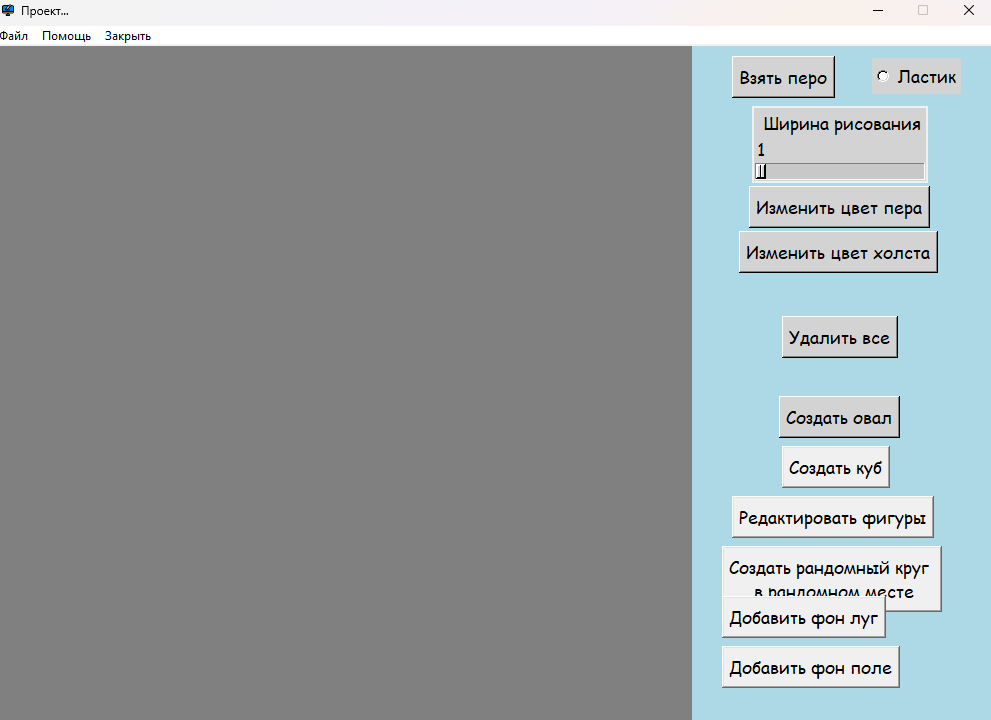 Проект...
Файл Помощь Закрыть
Взять перо
Ластик
Ширина рисования
1
Изменить цвет пера
Изменить цвет холста
Удалить все
Создать овал
Создать куб
Редактировать фигуры
Создать рандомный круг
в рандомном месте
Добавить фон луг
Добавить фон поле